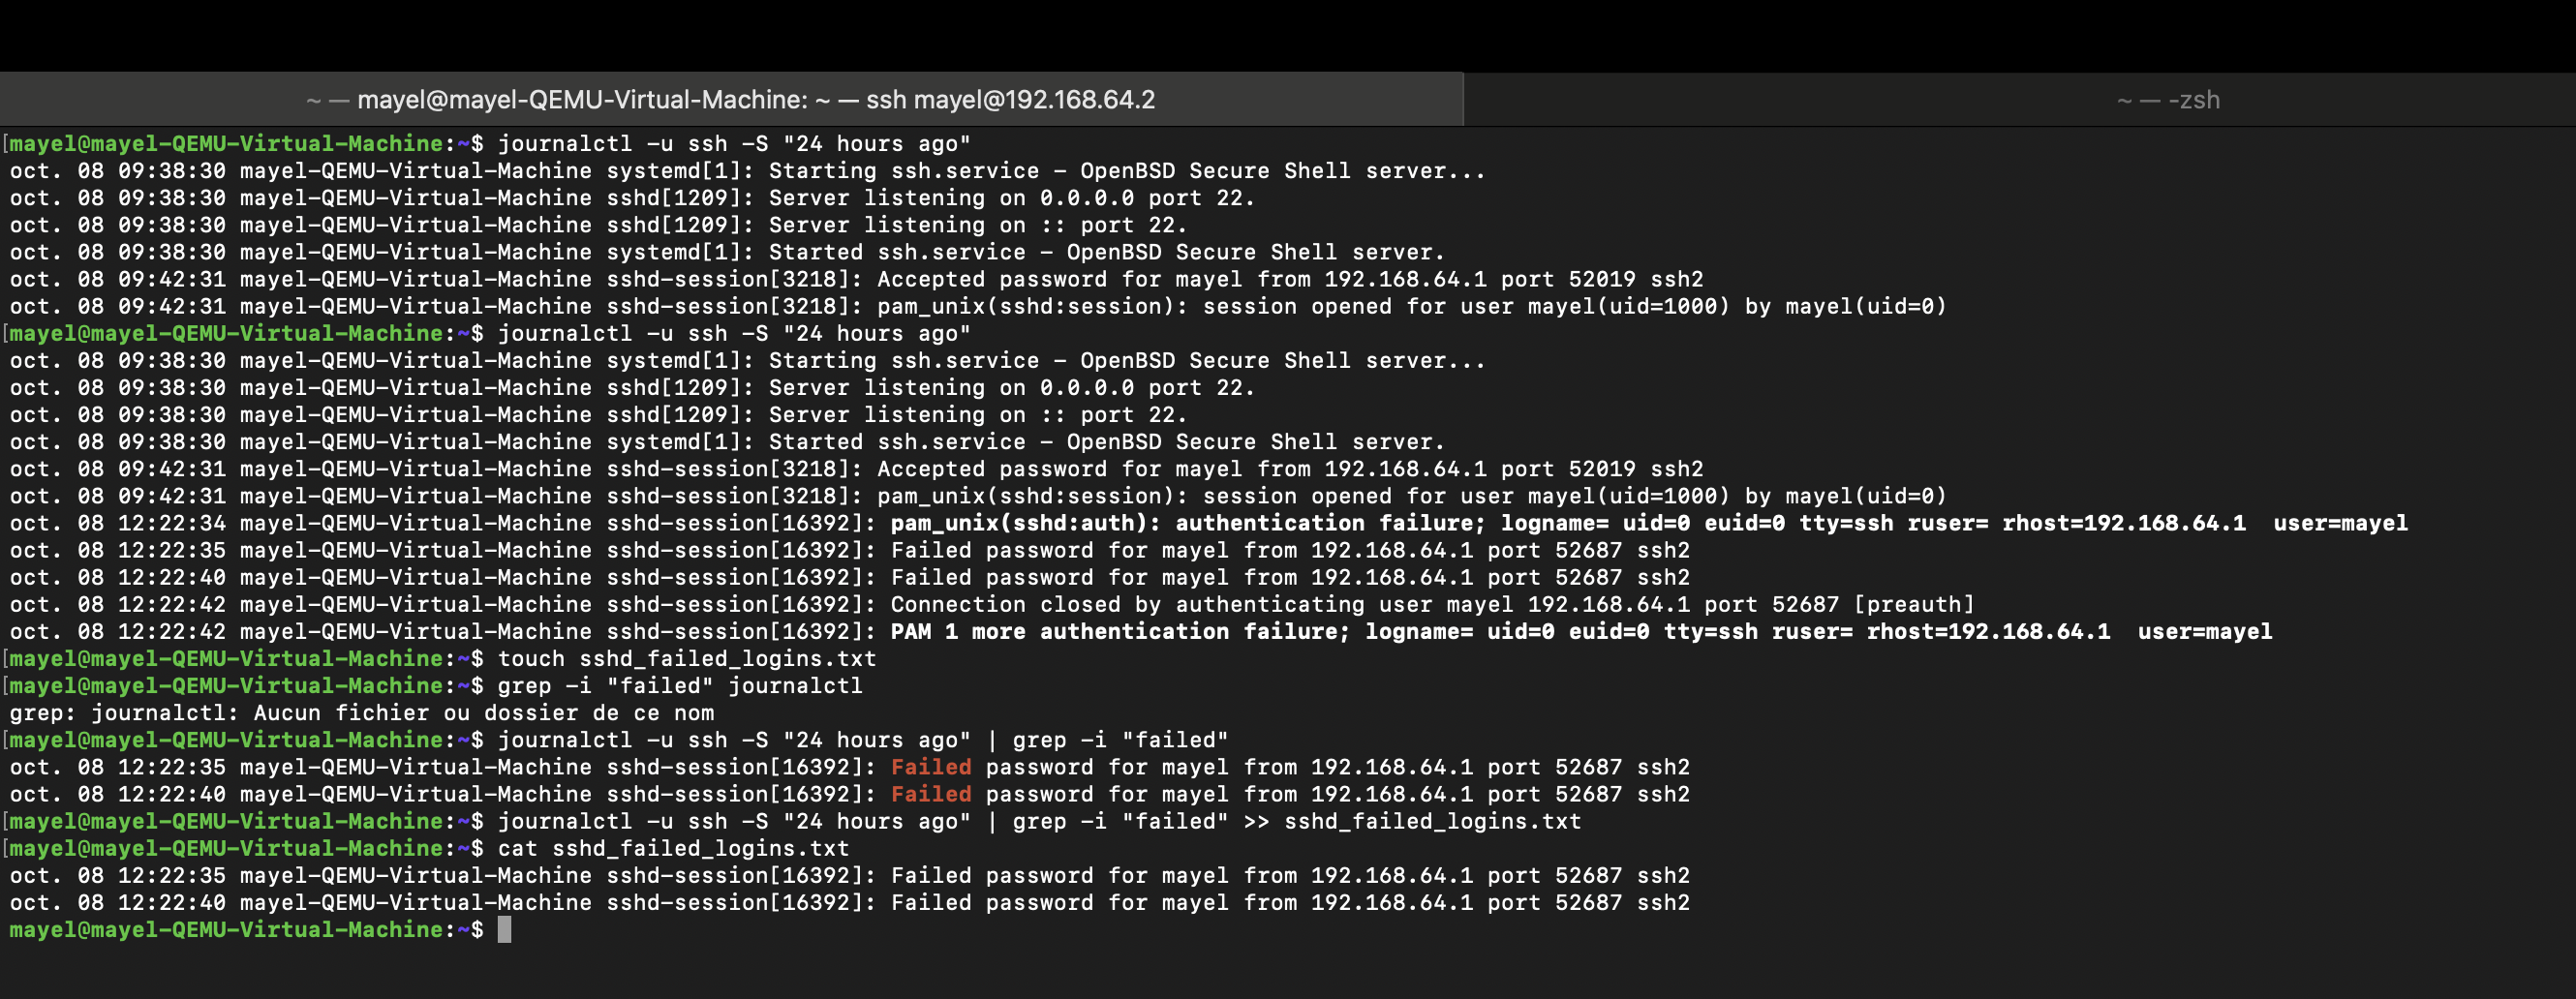 ~ — mayel@mayel-QEMU-Virtual-Machine: ~ — ssh mayel@192.168.64.2
~ — -zsh
[mayel@mayel-QEMU-Virtual-Machine:~$ journalctl -u ssh -S "24 hours ago"
oct. 08 09:38:30 mayel-QEMU-Virtual-Machine systemd[1]: Starting ssh.service - OpenBSD Secure Shell server...
oct. 08 09:38:30 mayel-QEMU-Virtual-Machine sshd[1209]: Server listening on 0.0.0.0 port 22.
oct. 08 09:38:30 mayel-QEMU-Virtual-Machine sshd[1209]: Server listening on :: port 22.
oct. 08 09:38:30 mayel-QEMU-Virtual-Machine systemd[1]: Started ssh.service - OpenBSD Secure Shell server.
oct. 08 09:42:31 mayel-QEMU-Virtual-Machine sshd-session[3218]: Accepted password for mayel from 192.168.64.1 port 52019 ssh2
oct. 08 09:42:31 mayel-QEMU-Virtual-Machine sshd-session[3218]: pam_unix(sshd:session): session opened for user mayel(uid=1000) by mayel(uid=0)
[mayel@mayel-QEMU-Virtual-Machine:~$ journalctl -u ssh -S "24 hours ago"
oct. 08 09:38:30 mayel-QEMU-Virtual-Machine systemd[1]: Starting ssh.service - OpenBSD Secure Shell server...
oct. 08 09:38:30 mayel-QEMU-Virtual-Machine sshd[1209]: Server listening on 0.0.0.0 port 22.
oct. 08 09:38:30 mayel-QEMU-Virtual-Machine sshd[1209]: Server listening on :: port 22.
oct. 08 09:38:30 mayel-QEMU-Virtual-Machine systemd[1]: Started ssh.service - OpenBSD Secure Shell server.
oct. 08 09:42:31 mayel-QEMU-Virtual-Machine sshd-session[3218]: Accepted password for mayel from 192.168.64.1 port 52019 ssh2
oct. 08 09:42:31 mayel-QEMU-Virtual-Machine sshd-session[3218]: pam_unix(sshd:session): session opened for user mayel(uid=1000) by mayel(uid=0)
oct. 08 12:22:34 mayel-QEMU-Virtual-Machine sshd-session[16392]: pam_unix(sshd:auth): authentication failure; logname= uid=0 euid=0 tty=ssh ruser= rhost=192.168.64.1  user=mayel
oct. 08 12:22:35 mayel-QEMU-Virtual-Machine sshd-session[16392]: Failed password for mayel from 192.168.64.1 port 52687 ssh2
oct. 08 12:22:40 mayel-QEMU-Virtual-Machine sshd-session[16392]: Failed password for mayel from 192.168.64.1 port 52687 ssh2
oct. 08 12:22:42 mayel-QEMU-Virtual-Machine sshd-session[16392]: Connection closed by authenticating user mayel 192.168.64.1 port 52687 [preauth]
oct. 08 12:22:42 mayel-QEMU-Virtual-Machine sshd-session[16392]: PAM 1 more authentication failure; logname= uid=0 euid=0 tty=ssh ruser= rhost=192.168.64.1  user=mayel
[mayel@mayel-QEMU-Virtual-Machine:~$ touch sshd_failed_logins.txt
[mayel@mayel-QEMU-Virtual-Machine:~$ grep -i "failed" journalctl
grep: journalctl: Aucun fichier ou dossier de ce nom
[mayel@mayel-QEMU-Virtual-Machine:~$ journalctl -u ssh -S "24 hours ago" | grep -i "failed"
oct. 08 12:22:35 mayel-QEMU-Virtual-Machine sshd-session[16392]: Failed password for mayel from 192.168.64.1 port 52687 ssh2
oct. 08 12:22:40 mayel-QEMU-Virtual-Machine sshd-session[16392]: Failed password for mayel from 192.168.64.1 port 52687 ssh2
[mayel@mayel-QEMU-Virtual-Machine:~$ journalctl -u ssh -S "24 hours ago" | grep -i "failed" >> sshd_failed_logins.txt
[mayel@mayel-QEMU-Virtual-Machine:~$ cat sshd_failed_logins.txt
oct. 08 12:22:35 mayel-QEMU-Virtual-Machine sshd-session[16392]: Failed password for mayel from 192.168.64.1 port 52687 ssh2
oct. 08 12:22:40 mayel-QEMU-Virtual-Machine sshd-session[16392]: Failed password for mayel from 192.168.64.1 port 52687 ssh2
mayel@mayel-QEMU-Virtual-Machine:~$